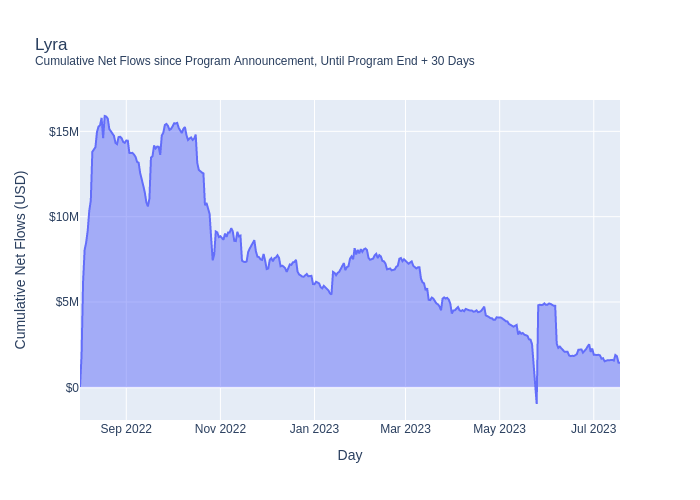 Lyra
Cumulative Net Flows since Program Announcement, Until Program End + 30 Days
Cumulative Net Flows (USD)
$15M
$10M
$5M
$0
Sep 2022 Nov 2022 Jan 2023 Mar 2023 May 2023 Jul 2023
Day